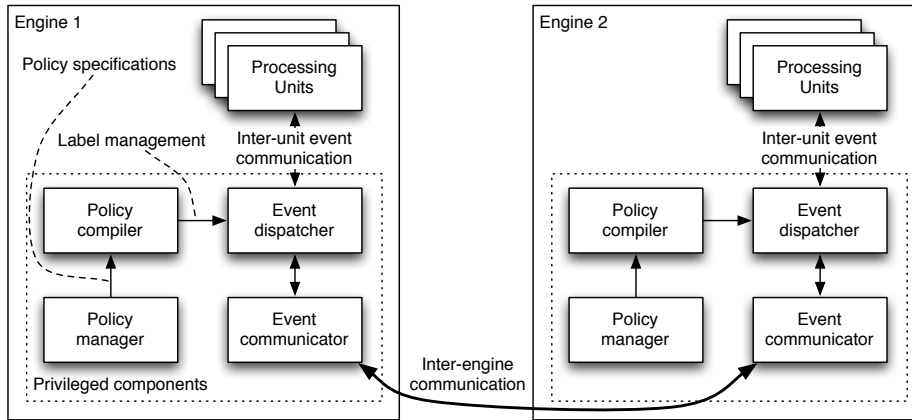 Engine 1
Policy specifications
Processing
Units
Label management
Inter-unit event
communication
Policy
compiler
Event
dispatcher
Policy
manager
Event
communicator
Privileged components
Inter-engine
communication
Engine 2
Processing
Units
Inter-unit event
communication
Policy
compiler
Event
dispatcher
Policy
manager
Event
communicator